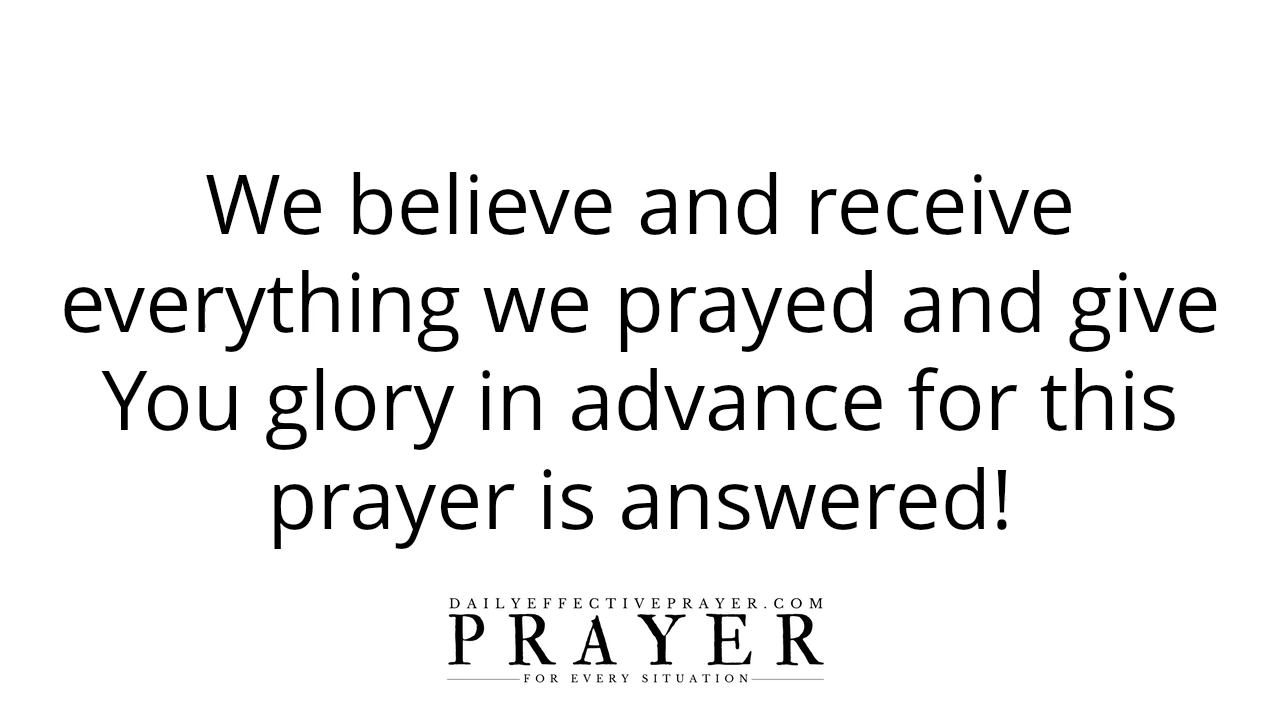 We believe and receive
everything we prayed and give
You glory in advance for this
prayer is answered!
DAILYEFFECTIVEPRAYER.COM
PRAYER
FOR EVERY SITUATION